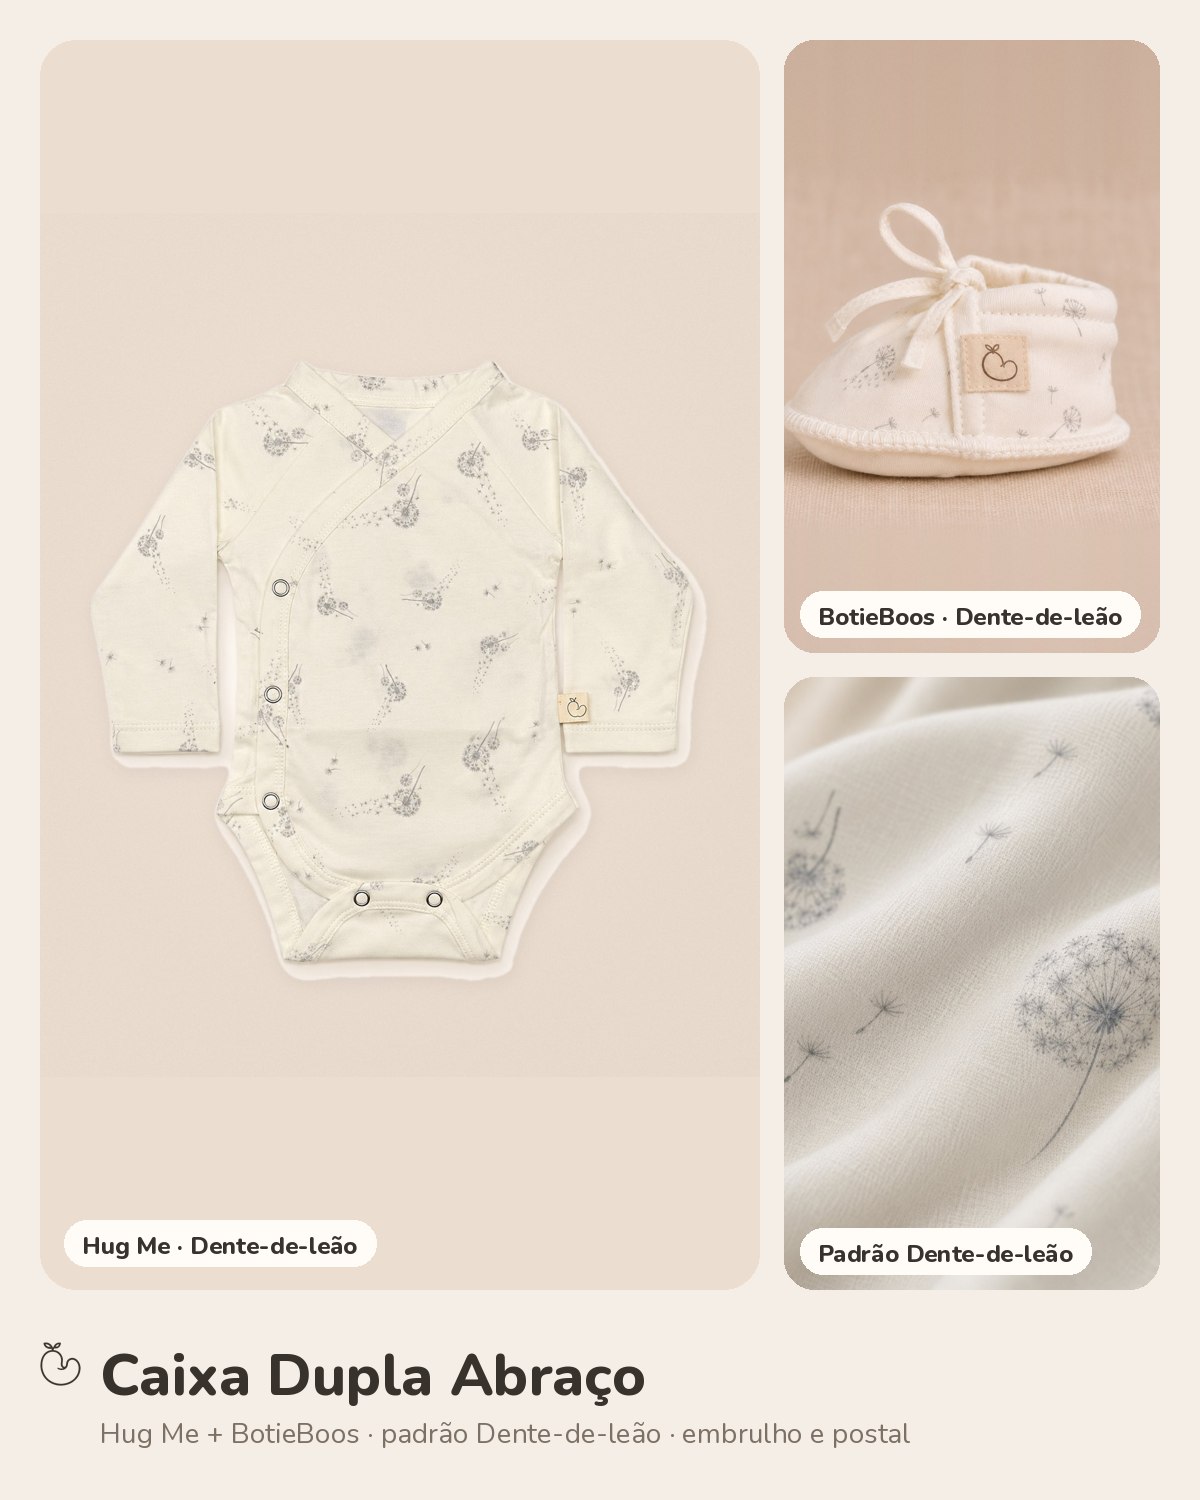 BotieBoos · Dente-de-leão
Hug Me · Dente-de-leão
Padrão Dente-de-leão
Caixa Dupla Abraço
Hug Me + BotieBoos · padrão Dente-de-leão · embrulho e postal